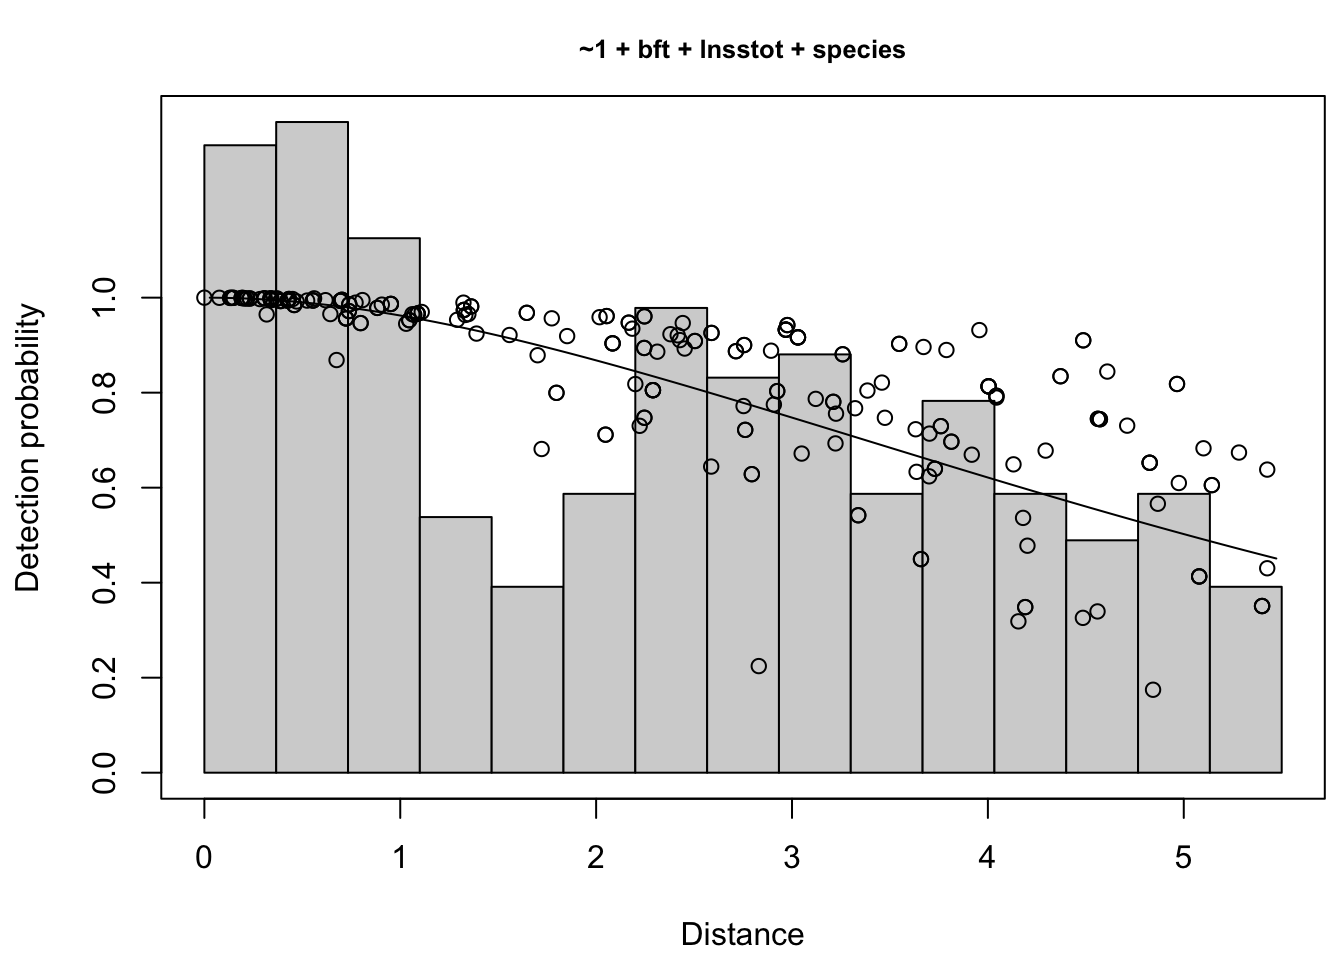 ~1 + bft + lnsstot + species
Detection probability
1.0
0.8
0.6
0.4
0.2
0.0
0 1 2 3 4 5
Distance